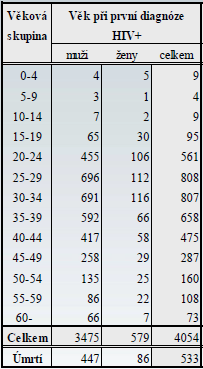 Věková skupina Věk při první diagnóze HIV+
muži ženy celkem
0-4 4 5 9
5-9 3 1 4
10-14 7 2 9
15-19 65 30 95
20-24 455 106 561
25-29 696 112 808
30-34 691 116 807
35-39 592 66 658
40-44 417 58 475
45-49 258 29 287
50-54 135 25 160
55-59 86 22 108
60- 66 7 73
Celkem 3475 579 4054
Úmrtí 447 86 533